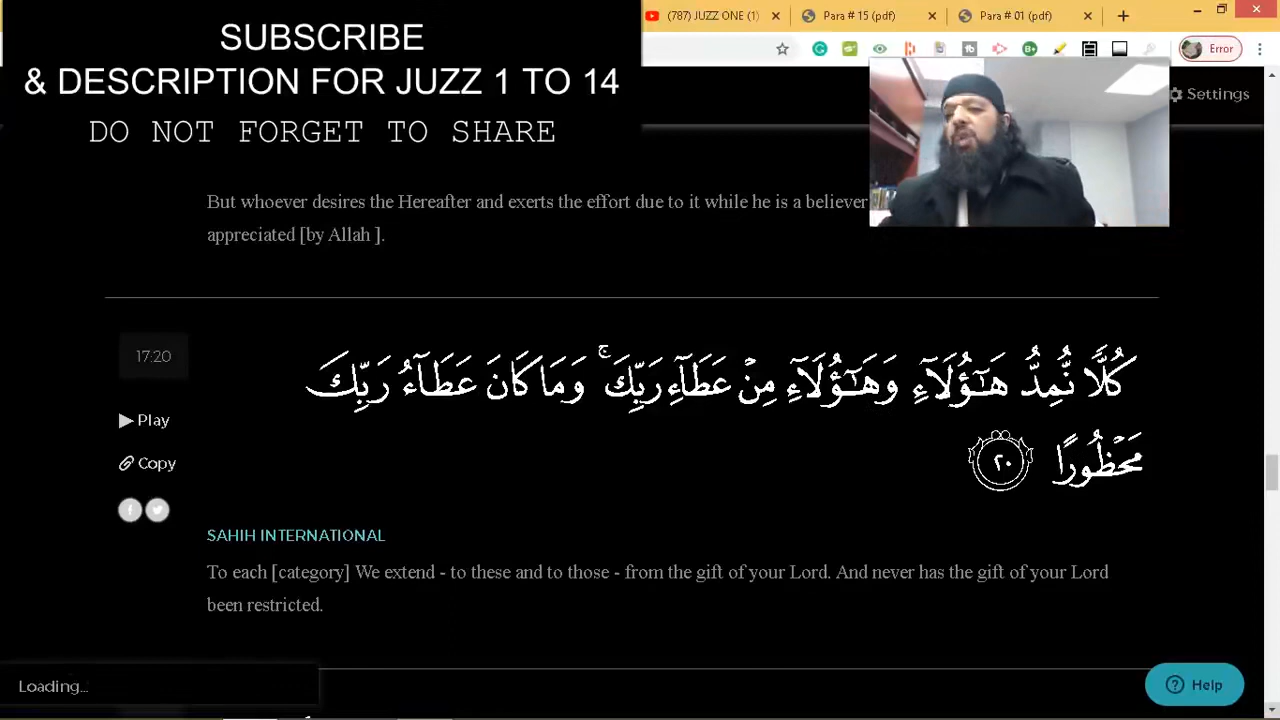 SUBSCRIBE
& DESCRIPTION FOR JUZZ 1 TO 14
DO NOT FORGET TO SHARE
(787) JUZZ ONE (1)
Para # 15 (pdf)
Para # 01 (pdf)
Error
Settings
But whoever desires the Hereafter and exerts the effort due to it while he is a believer
appreciated [by Allah ].
17:20
كُلًّا نُّمِدُّ هَـٰٓؤُلَآءِ وَهَـٰٓؤُلَآءِ مِنْ عَطَآءِ رَبِّكَ ۚ وَمَا كَانَ عَطَآءُ رَبِّكَ
مَحْظُورًا ٢٠
Play
Copy
SAHIH INTERNATIONAL
To each [category] We extend - to these and to those - from the gift of your Lord. And never has the gift of your Lord
been restricted.
Loading...
Help